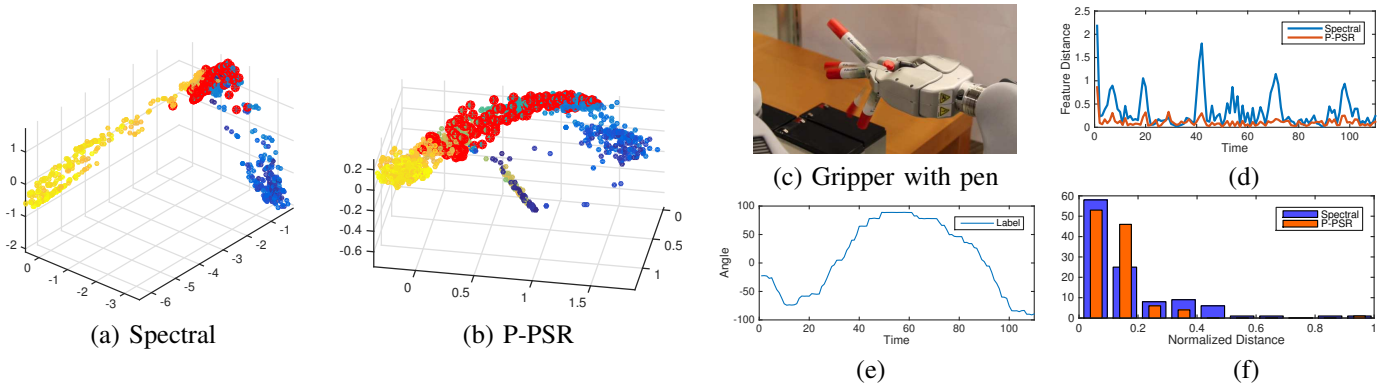 1
0
-1
-2
0
-1
-2
-3
-6
-5
-4
-3
-2
-1
(a) Spectral
0.2
0
-0.2
-0.4
-0.6
0
0.5
1
1.5
0
0.5
1
(b) P-PSR
(c) Gripper with pen
Feature Distance
2.5
2
1.5
1
0.5
0
0 20 40 60 80 100
Time
Spectral
P-PSR
(d)
Angle
100
50
0
-50
-100
0 20 40 60 80 100
Time
Label
(e)
60
50
40
30
20
10
0
0 0.2 0.4 0.6 0.8 1
Normalized Distance
Spectral
P-PSR
(f)